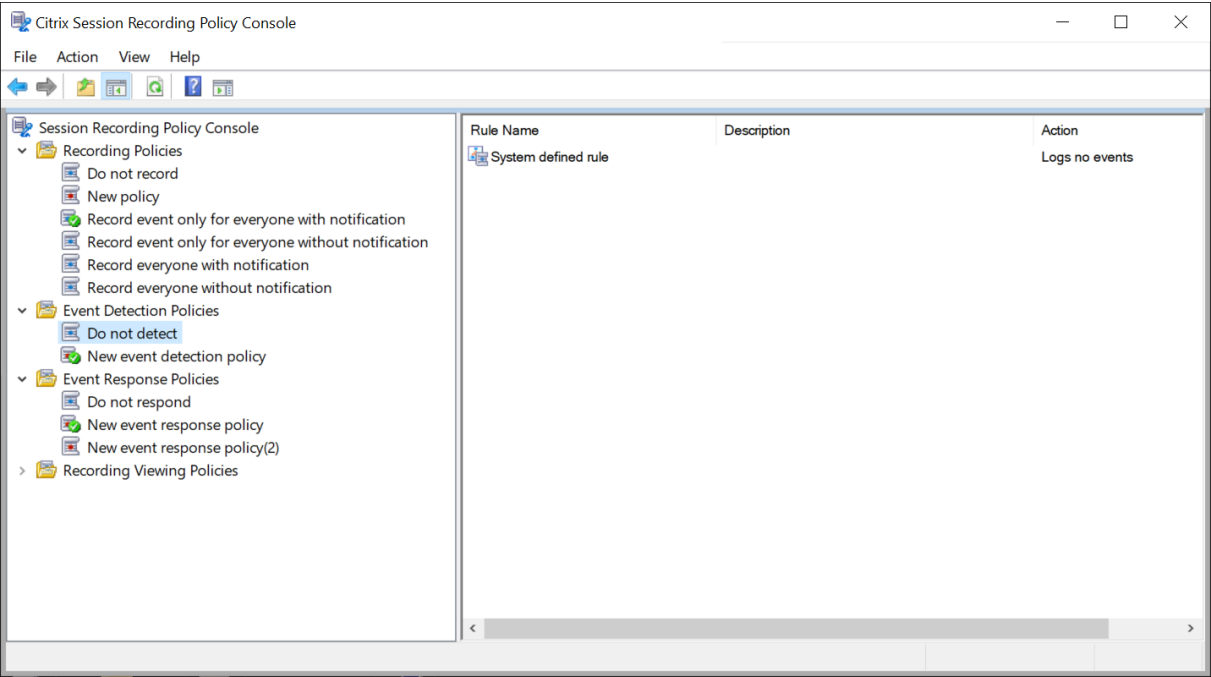 Citrix Session Recording Policy Console
File Action View Help
Session Recording Policy Console
Recording Policies
Do not record
New policy
Record event only for everyone with notification
Record event only for everyone without notification
Record everyone with notification
Record everyone without notification
Event Detection Policies
Do not detect
New event detection policy
Event Response Policies
Do not respond
New event response policy
New event response policy(2)
Recording Viewing Policies
Rule Name Description Action
System defined rule Logs no events